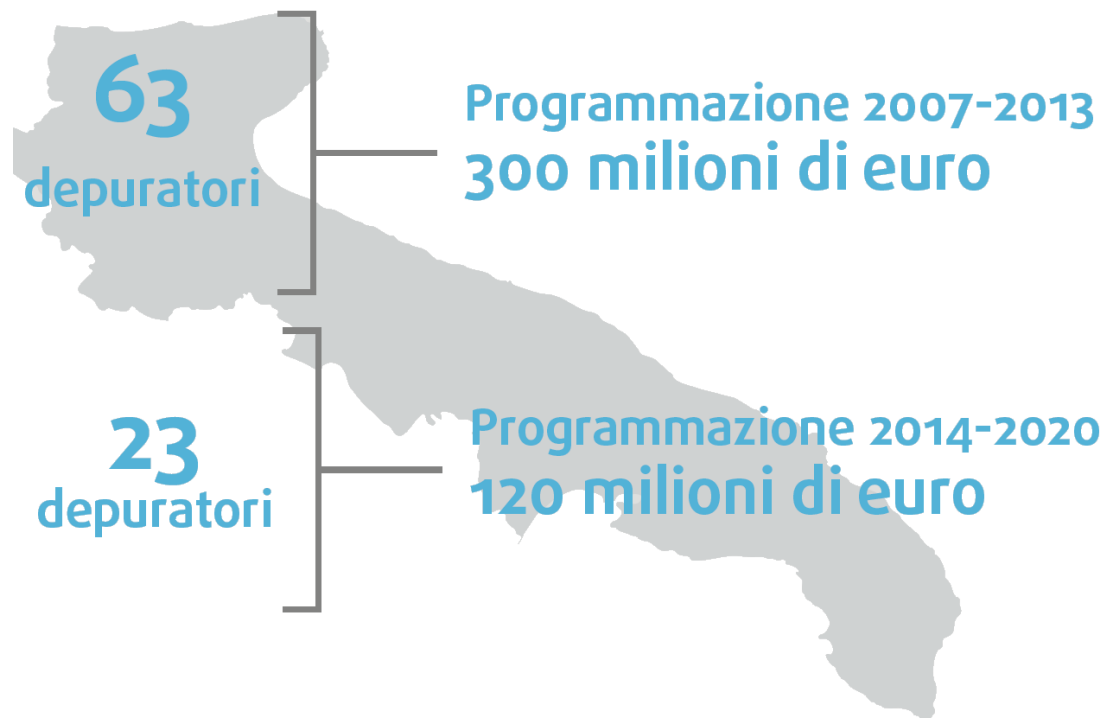 63
depuratori
Programmazione 2007-2013
300 milioni di euro
23
depuratori
Programmazione 2014-2020
120 milioni di euro